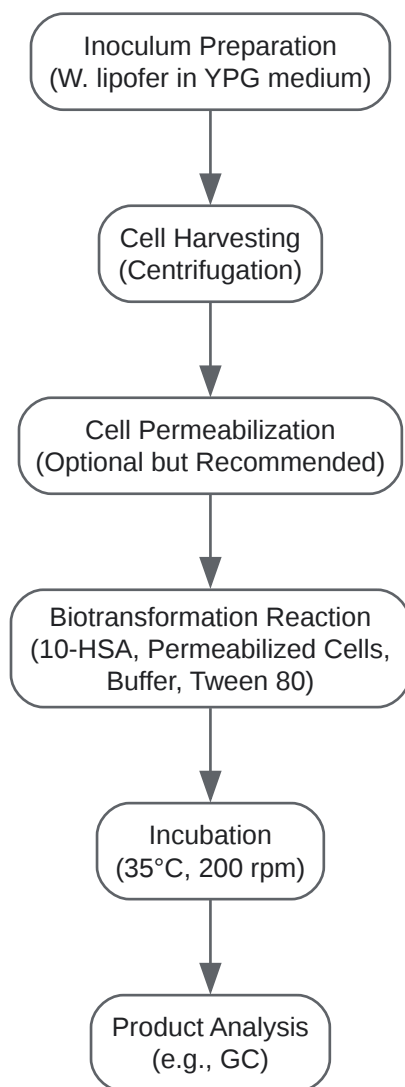 Inoculum Preparation
(W. lipofer in YPG medium)
Cell Harvesting
(Centrifugation)
Cell Permeabilization
(Optional but Recommended)
Biotransformation Reaction
(10-HSA, Permeabilized Cells,
Buffer, Tween 80)
Incubation
(35°C, 200 rpm)
Product Analysis
(e.g., GC)